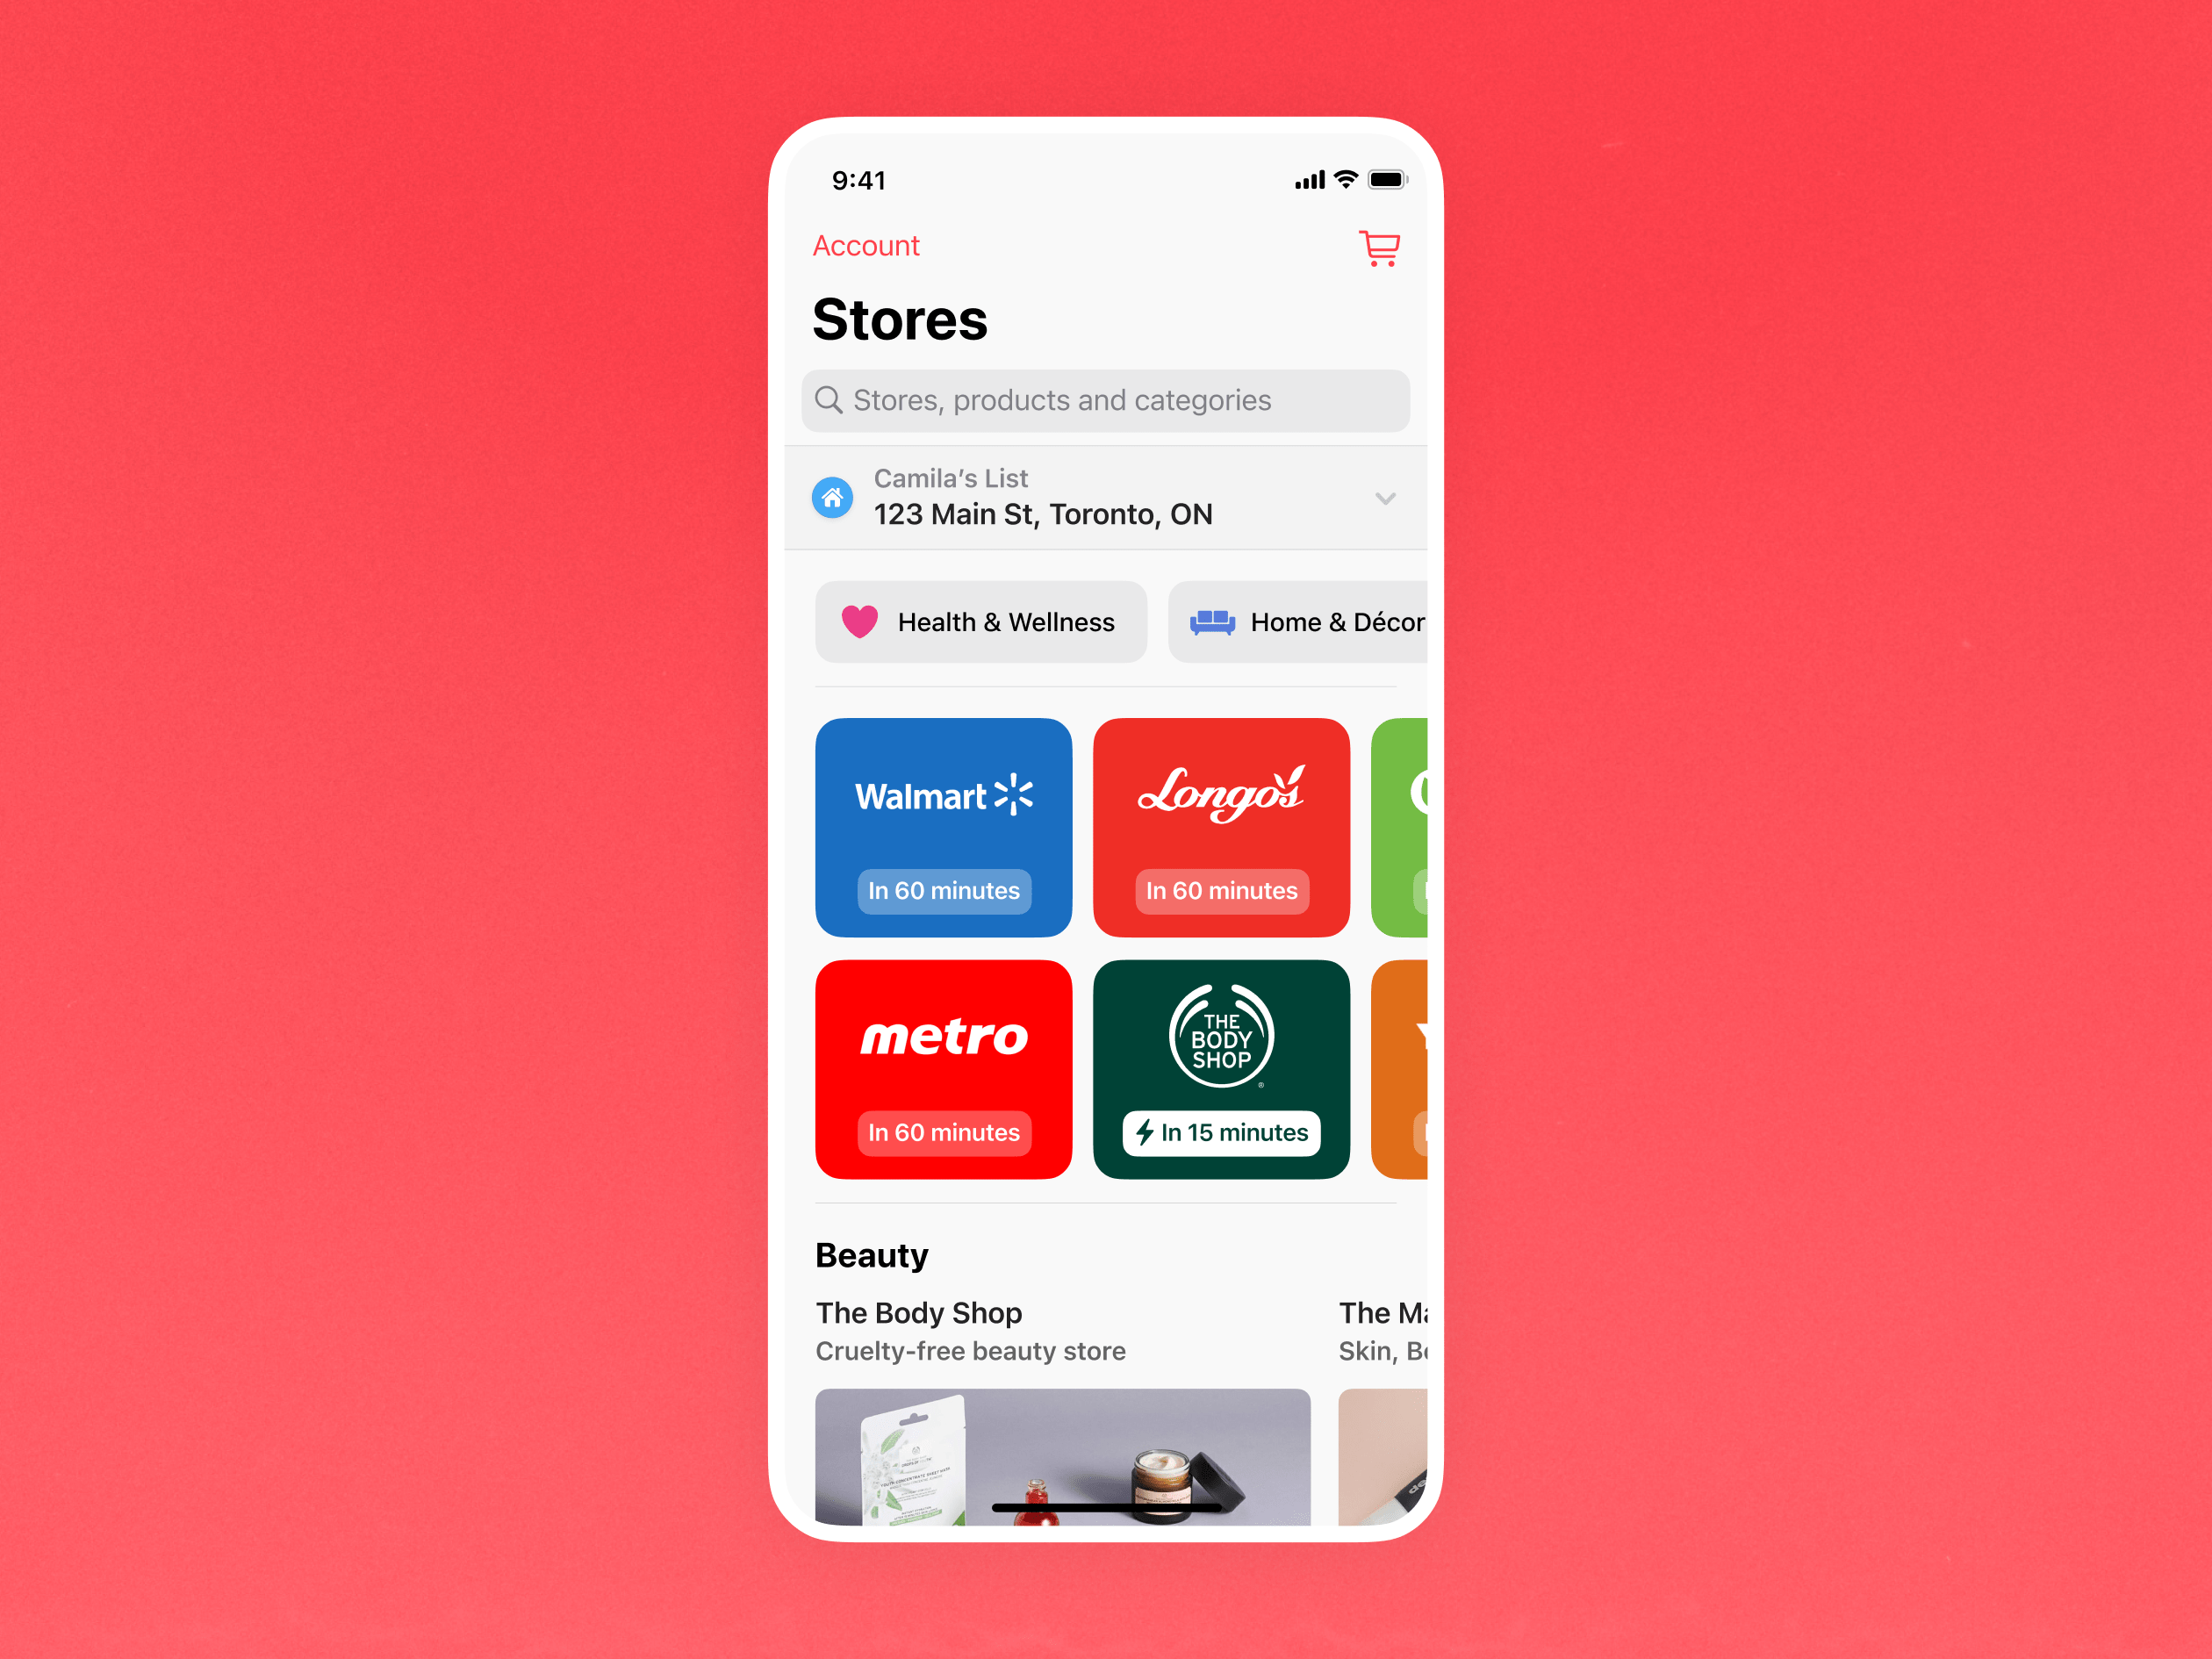 9:41
Account
Stores
Stores, products and categories
Camila’s List
123 Main St, Toronto, ON
Health & Wellness
Home & Décor
Walmart
Longo's
In 60 minutes
In 60 minutes
metro
THE
BODY
SHOP
®
In 60 minutes
In 15 minutes
Beauty
The Body Shop
The
Cruelty-free beauty store
Skin,